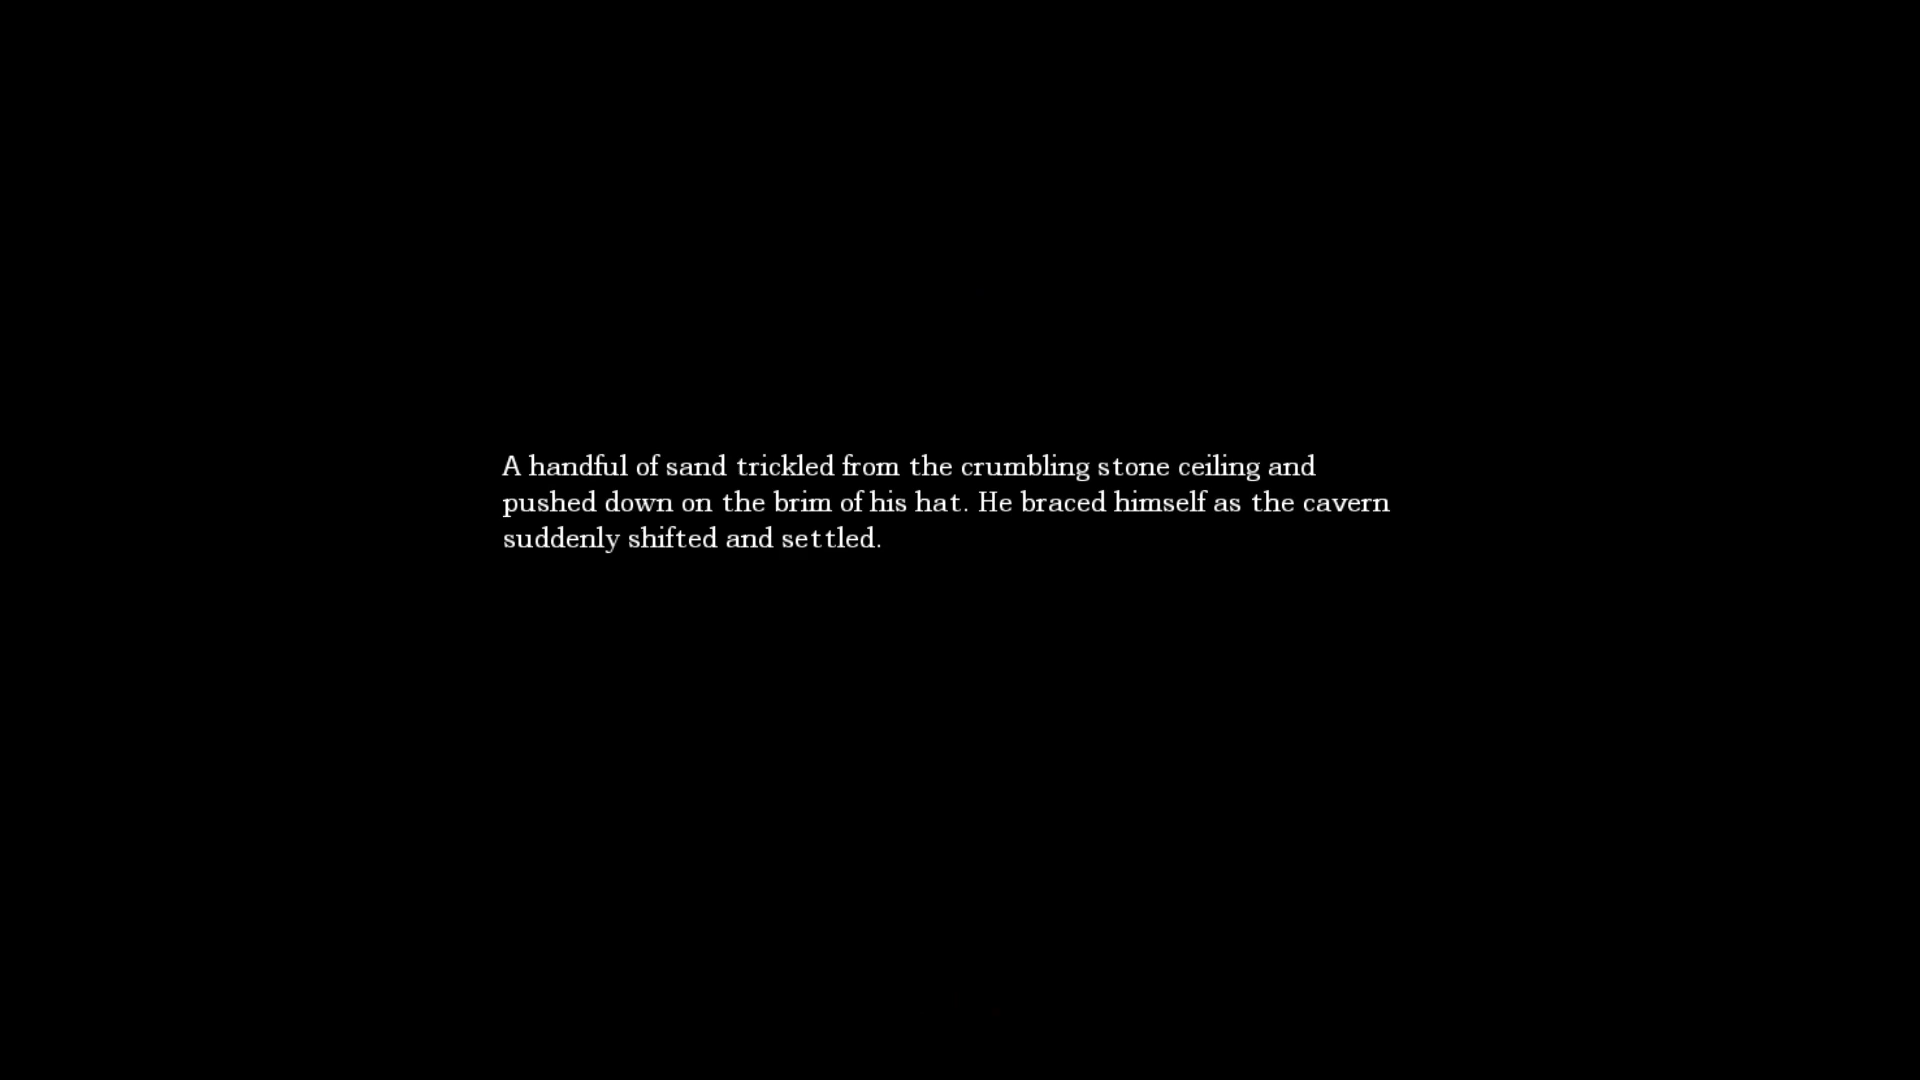 A handful of sand trickled from the crumbling stone ceiling and
pushed down on the brim of his hat. He braced himself as the cavern
suddenly shifted and settled.